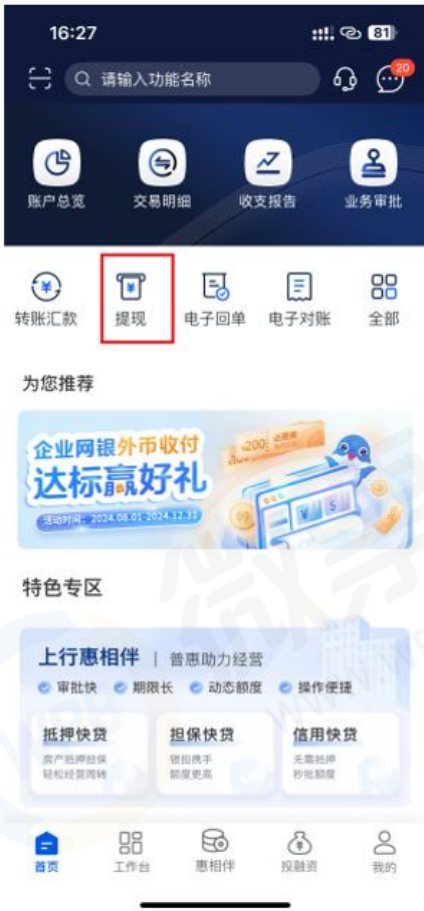 16:27
81
请输入功能名称
20
账户总览 交易明细 收支报告 业务审批
转账汇款 提现 电子回单 电子对账 全部
为您推荐
企业网银外币收付
达标赢好礼
活动时间：2024.08.01-2024.12.31
¥200
特色专区
上行惠相伴 | 普惠助力经营
审批快 期限长 动态额度 操作便捷
抵押快贷 担保快贷 信用快贷
房产抵押担保 银担携手 无需抵押
轻松经营周转 额度更高 秒批额度
首页 工作台 惠相伴 投融资 我的